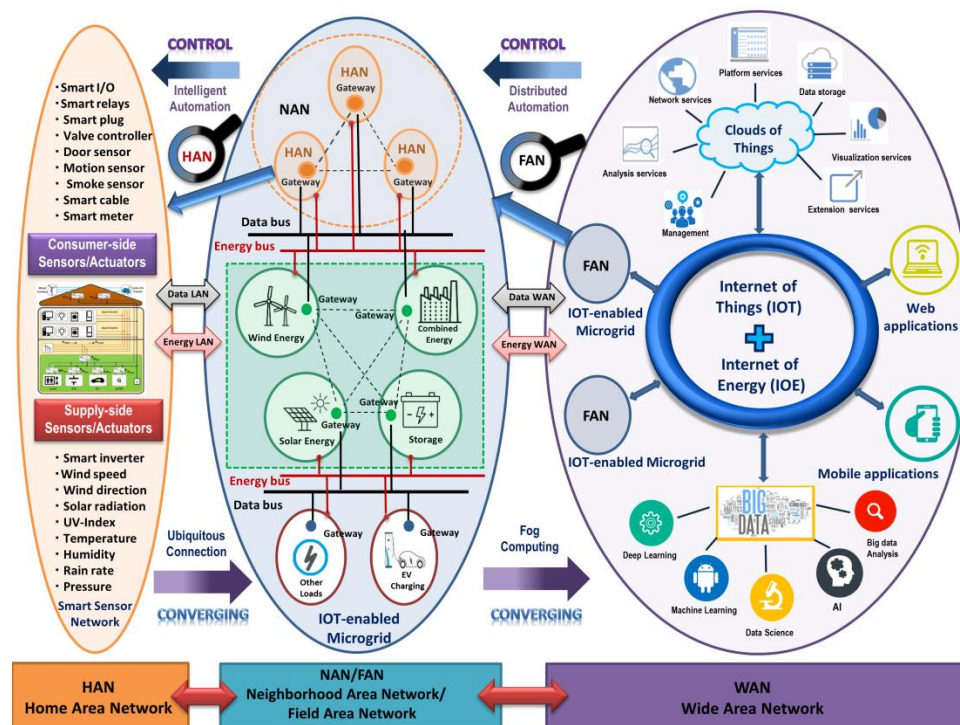 CONTROL
Intelligent
Automation
HAN
• Smart I/O
• Smart relays
• Smart plug
• Valve controller
• Door sensor
• Motion sensor
• Smoke sensor
• Smart cable
• Smart meter
Consumer-side
Sensors/Actuators
Supply-side
Sensors/Actuators
• Smart inverter
• Wind speed
• Wind direction
• Solar radiation
• UV-Index
• Temperature
• Humidity
• Rain rate
• Pressure
Smart Sensor
Network
Data LAN
Energy LAN
Ubiquitous
Connection
CONVERGING
NAN
HAN
Gateway
HAN
Gateway
HAN
Gateway
Data bus
Energy bus
Gateway
Wind Energy
Gateway
Combined
Energy
Gateway
Solar Energy
Gateway
Storage
Energy bus
Data bus
Gateway
Other
Loads
Gateway
EV
Charging
IOT-enabled
Microgrid
CONTROL
Distributed
Automation
FAN
Data WAN
Energy WAN
Fog
Computing
CONVERGING
Platform services
Network services
Data storage
Clouds of
Things
Analysis services
Visualization services
Management
Extension services
FAN
IOT-enabled Microgrid
FAN
IOT-enabled Microgrid
Internet of
Things (IOT)
+
Internet of
Energy (IOE)
Web
applications
Mobile applications
BIG
DATA
Deep Learning
Machine Learning
Data Science
AI
Big data
Analysis
HAN
Home Area Network
NAN/FAN
Neighborhood Area Network/
Field Area Network
WAN
Wide Area Network